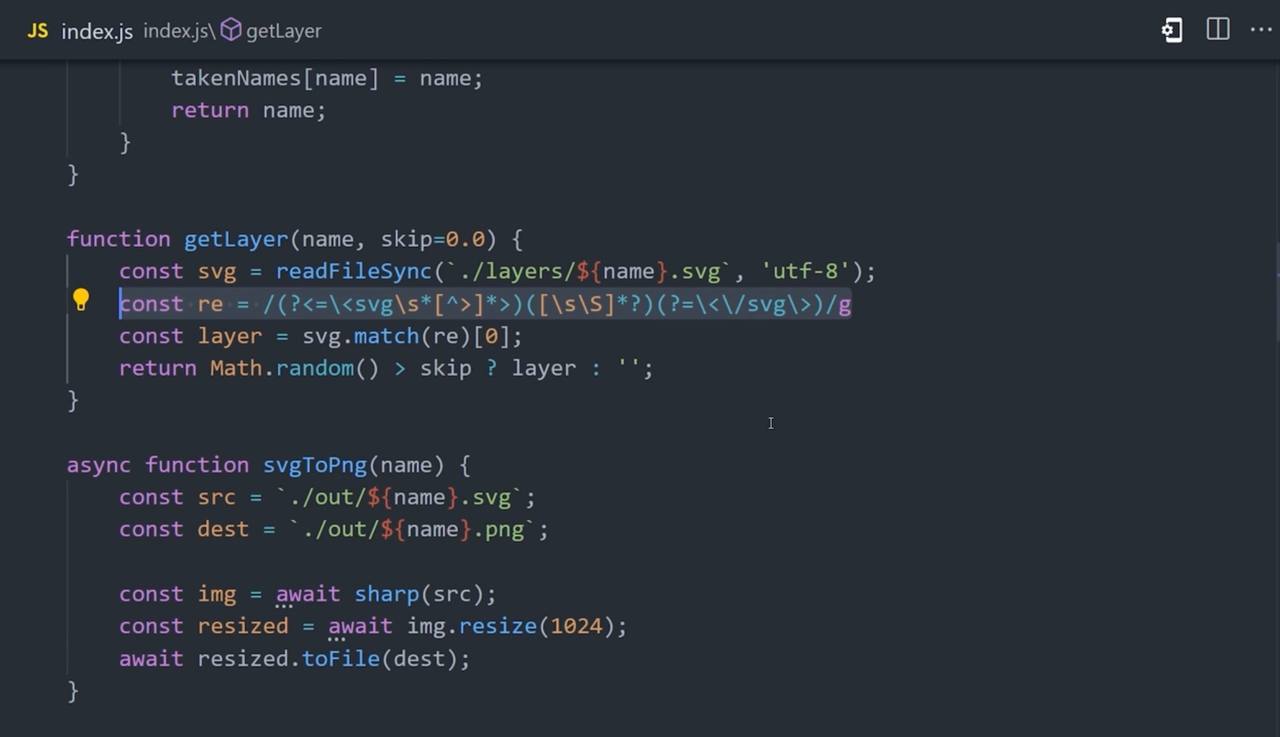 JS index.js index.js\ getLayer
takenNames[name] = name;
return name;
}
}
function getLayer(name, skip=0.0) {
const svg = readFileSync(`./layers/${name}.svg`, 'utf-8');
const re = /(?<=\<svg\s*[^>]*>)([\s\S]*?)(?=\<\/svg\>)/g
const layer = svg.match(re)[0];
return Math.random() > skip ? layer : '';
}
async function svgToPng(name) {
const src = `./out/${name}.svg`;
const dest = `./out/${name}.png`;
const img = await sharp(src);
const resized = await img.resize(1024);
await resized.toFile(dest);
}